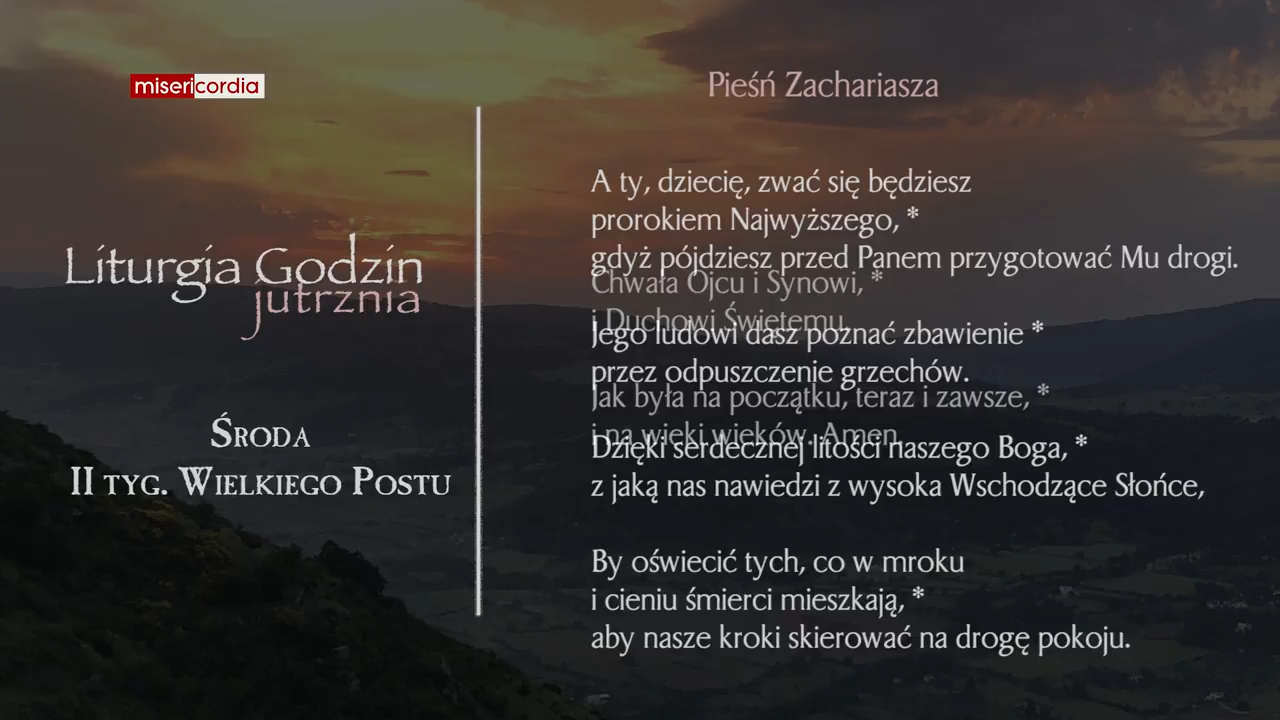 misericordia
Liturgia Godzin
jutrznia
Środa
II tyg. Wielkiego Postu
Pieśń Zachariasza
A ty, dziecię, zwać się będziesz
prorokiem Najwyższego, *
gdyż pójdziesz przed Panem przygotować Mu drogi.
Chwała Ojcu i Synowi, *
i Duchowi Świętemu.
Jego ludowi dasz poznać zbawienie *
przez odpuszczenie grzechów.
Jak była na początku, teraz i zawsze, *
i na wieki wieków. Amen.
Dzięki serdecznej litości naszego Boga, *
z jaką nas nawiedzi z wysoka Wschodzące Słońce,
By oświecić tych, co w mroku
i cieniu śmierci mieszkają, *
aby nasze kroki skierować na drogę pokoju.